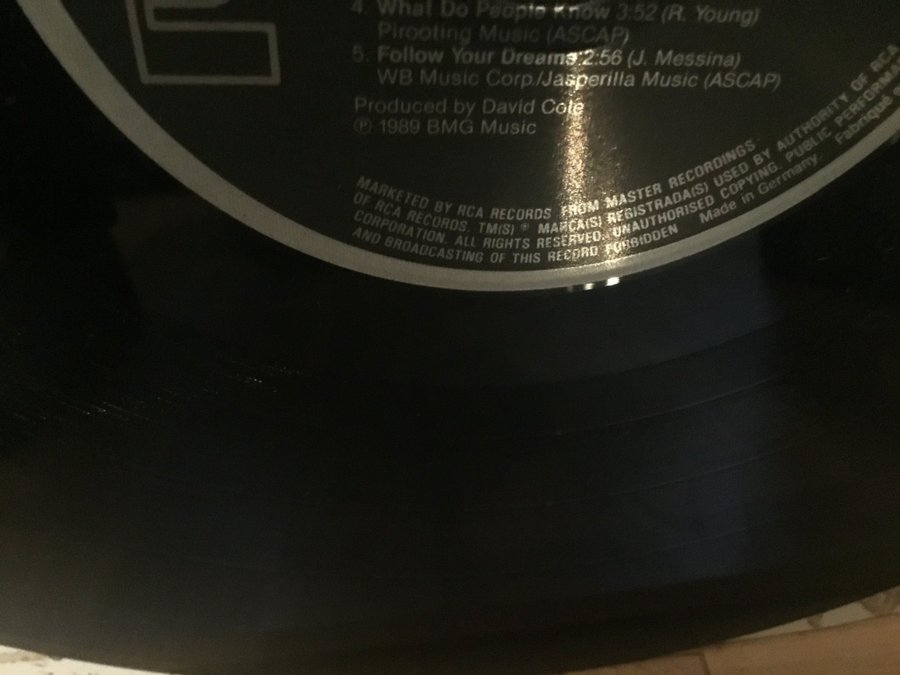 4. What Do People Know 3:52 (R. Young)
Pirooting Music (ASCAP)
5. Follow Your Dreams 2:56 (J. Messina)
WB Music Corp./Jasperilla Music (ASCAP)
Produced by David Cole
℗ 1989 BMG Music
MARKETED BY RCA RECORDS FROM MASTER RECORDINGS.
OF RCA RECORDS. TM(S) ® MARCA(S) REGISTRADA(S) USED BY AUTHORITY OF RCA
CORPORATION. ALL RIGHTS RESERVED. UNAUTHORISED COPYING. PUBLIC
AND BROADCASTING OF THIS RECORD FORBIDDEN Made in Germany. Fabriqué